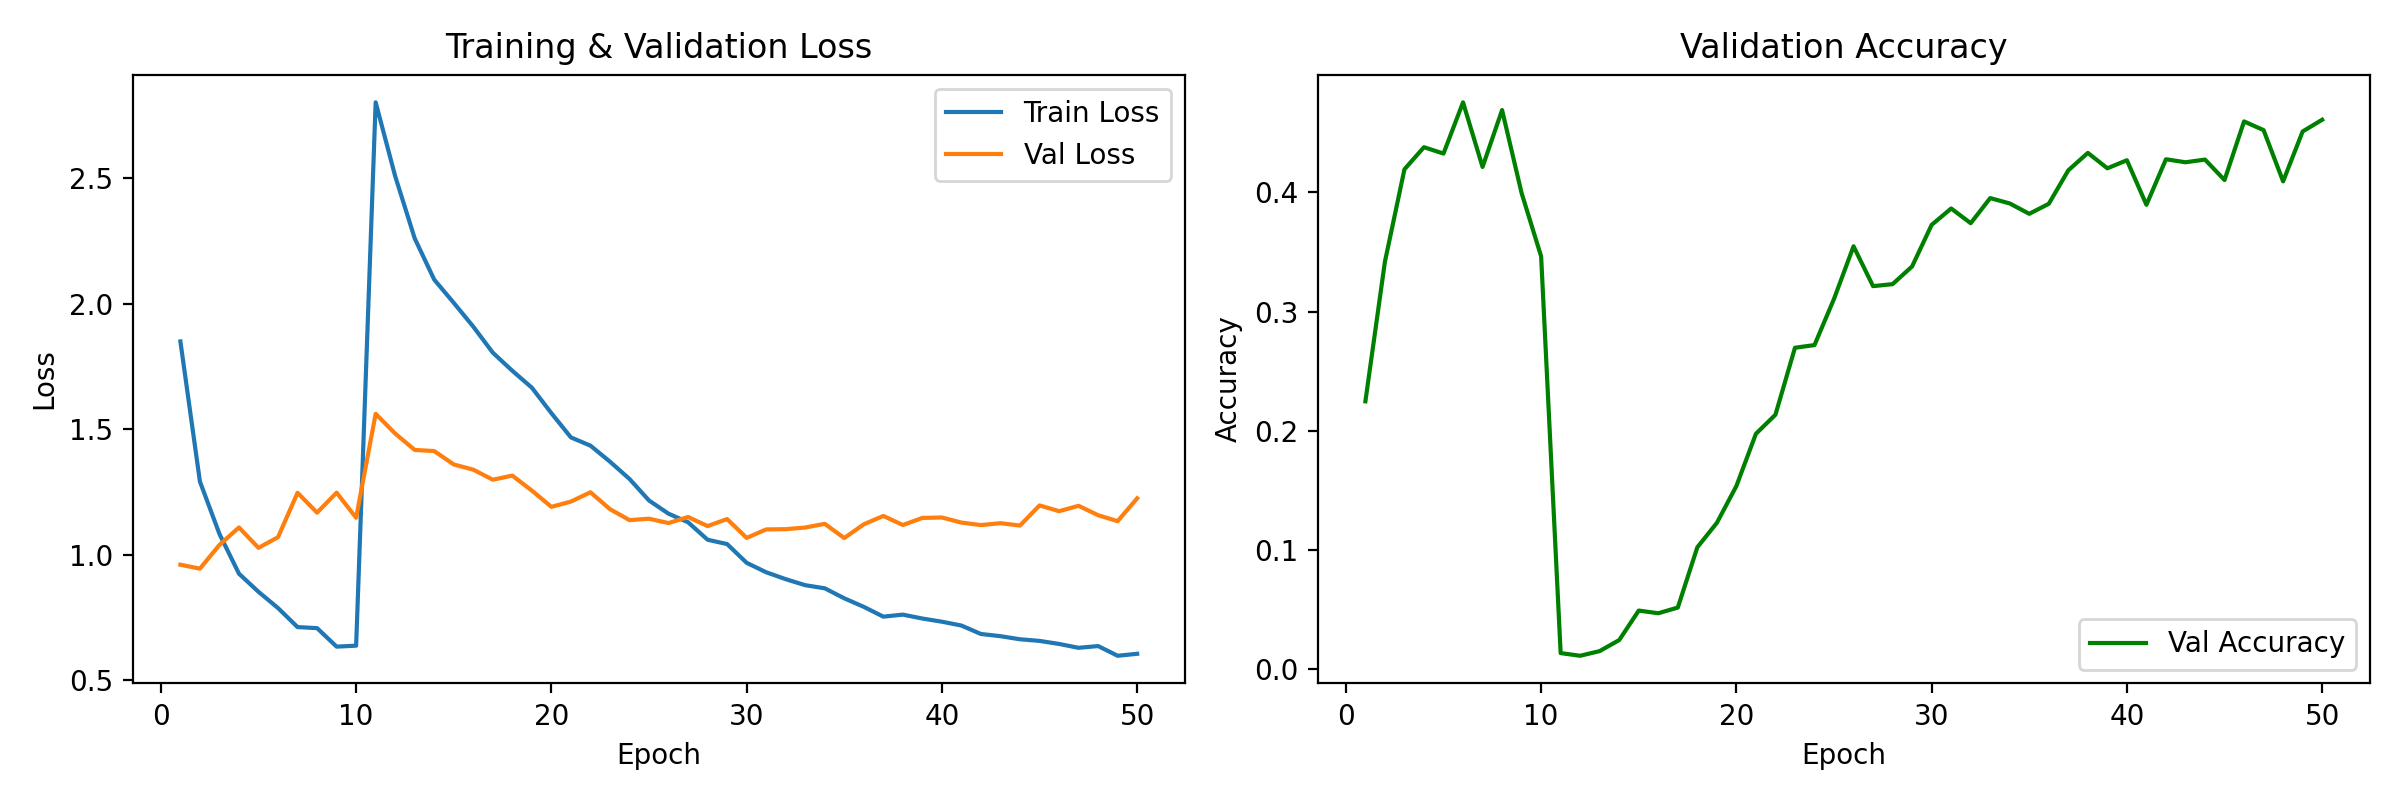 Training & Validation Loss
Train Loss
Val Loss
2.5
2.0
1.5
1.0
0.5
Loss
0 10 20 30 40 50
Epoch
Validation Accuracy
0.4
0.3
0.2
0.1
0.0
Accuracy
Val Accuracy
0 10 20 30 40 50
Epoch